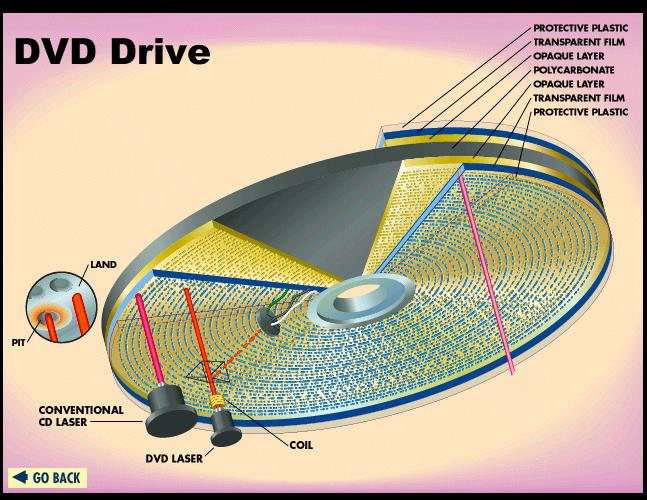 DVD Drive
PROTECTIVE PLASTIC
TRANSPARENT FILM
OPAQUE LAYER
POLYCARBONATE
OPAQUE LAYER
TRANSPARENT FILM
PROTECTIVE PLASTIC
LAND
PIT
CONVENTIONAL
CD LASER
DVD LASER
COIL
GO BACK